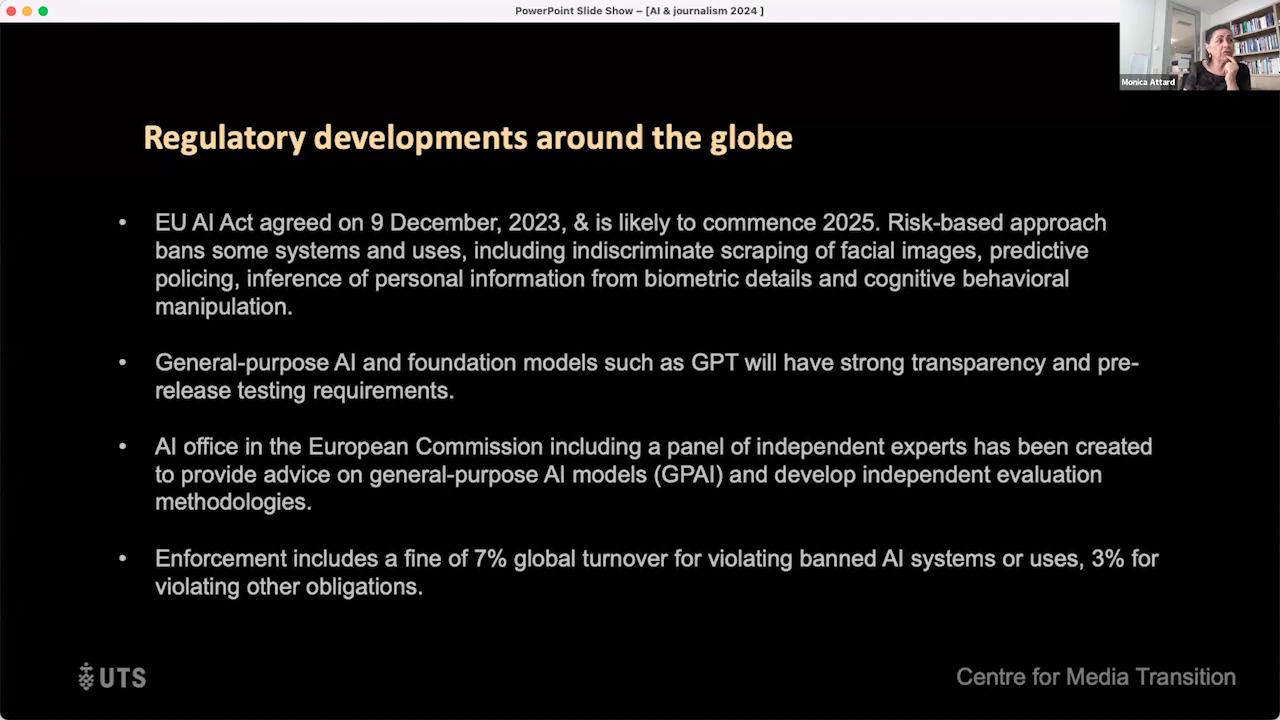 PowerPoint Slide Show – [AI & journalism 2024 ]
Monica Attard
Regulatory developments around the globe
• EU AI Act agreed on 9 December, 2023, & is likely to commence 2025. Risk-based approach
bans some systems and uses, including indiscriminate scraping of facial images, predictive
policing, inference of personal information from biometric details and cognitive behavioral
manipulation.
• General-purpose AI and foundation models such as GPT will have strong transparency and pre-
release testing requirements.
• AI office in the European Commission including a panel of independent experts has been created
to provide advice on general-purpose AI models (GPAI) and develop independent evaluation
methodologies.
• Enforcement includes a fine of 7% global turnover for violating banned AI systems or uses, 3% for
violating other obligations.
UTS
Centre for Media Transition